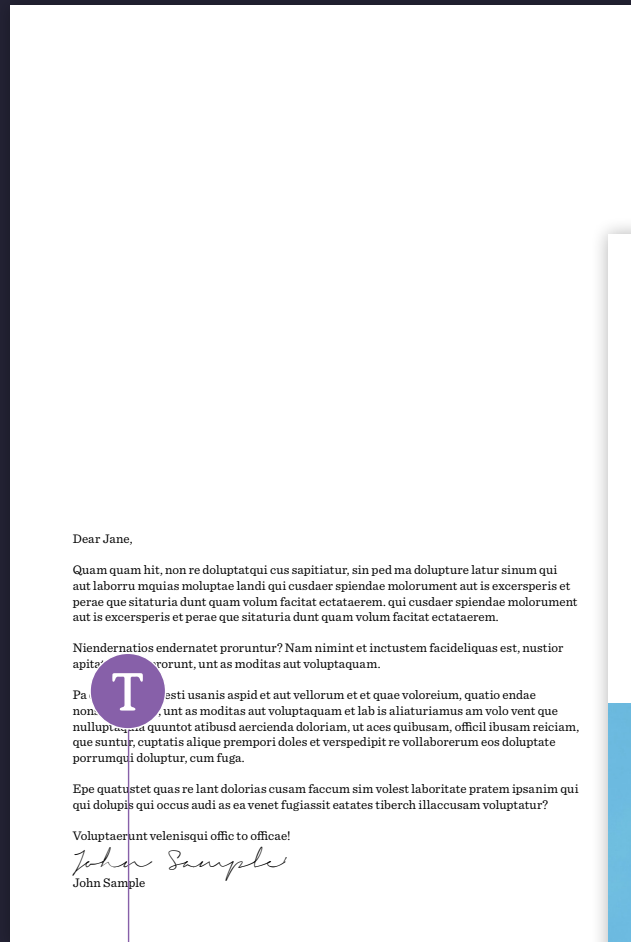 Dear Jane,
Quam quam hit, non re doluptatqui cus sapitiatur, sin ped ma dolupture latur sinum qui
aut laborru mquias moluptae landi qui cusdaer spiendae molorument aut is excersperis et
perae que sitaturia dunt quam volum facitat ectataerem. qui cusdaer spiendae molorument
aut is excersperis et perae que sitaturia dunt quam volum facitat ectataerem.
Niendernatios endernatet proruntur? Nam nimint et inctustem facideliquas est, nustior
unt as moditas aut voluptaquam.
T
Pa usanis aspid et aut vellorum et et quae voloreium, quatio endae
unt as moditas aut voluptaquam et lab is aliaturiamus am volo vent que
quuntot atibusd aercienda doloriam, ut aces quibusam, officil ibusam reiciam,
que suntur, cuptatis alique prempori doles et verspedipit re vollaborerum eos doluptate
porrumqui doluptur, cum fuga.
Epe quatustet quas re lant dolorias cusam faccum sim volest laboritate pratem ipsanim qui
qui dolupis qui occus audi as ea venet fugiassit eatates tiberch illaccusam voluptatur?
Voluptaerunt velenisqui offic to officae!
John Sample
John Sample